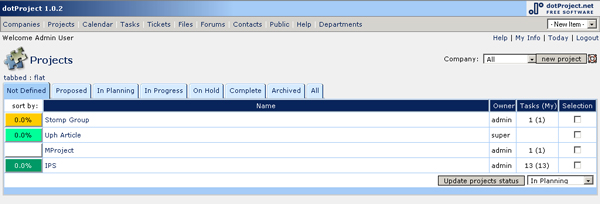 dotProject 1.0.2
dotProject.net
FREE SOFTWARE
Companies | Projects | Calendar | Tasks | Tickets | Files | Forums | Contacts | Public | Help | Departments
- New Item -
Welcome Admin User
Help | My Info | Today | Logout
Projects
Company: All
new project
tabbed : flat
Not Defined Proposed In Planning In Progress On Hold Complete Archived All
sort by: Name Owner Tasks (My) Selection
0.0% Stomp Group admin 1 (1)
0.0% Uph Article super
MProject admin 1 (1)
0.0% IPS admin 13 (13)
Update projects status In Planning